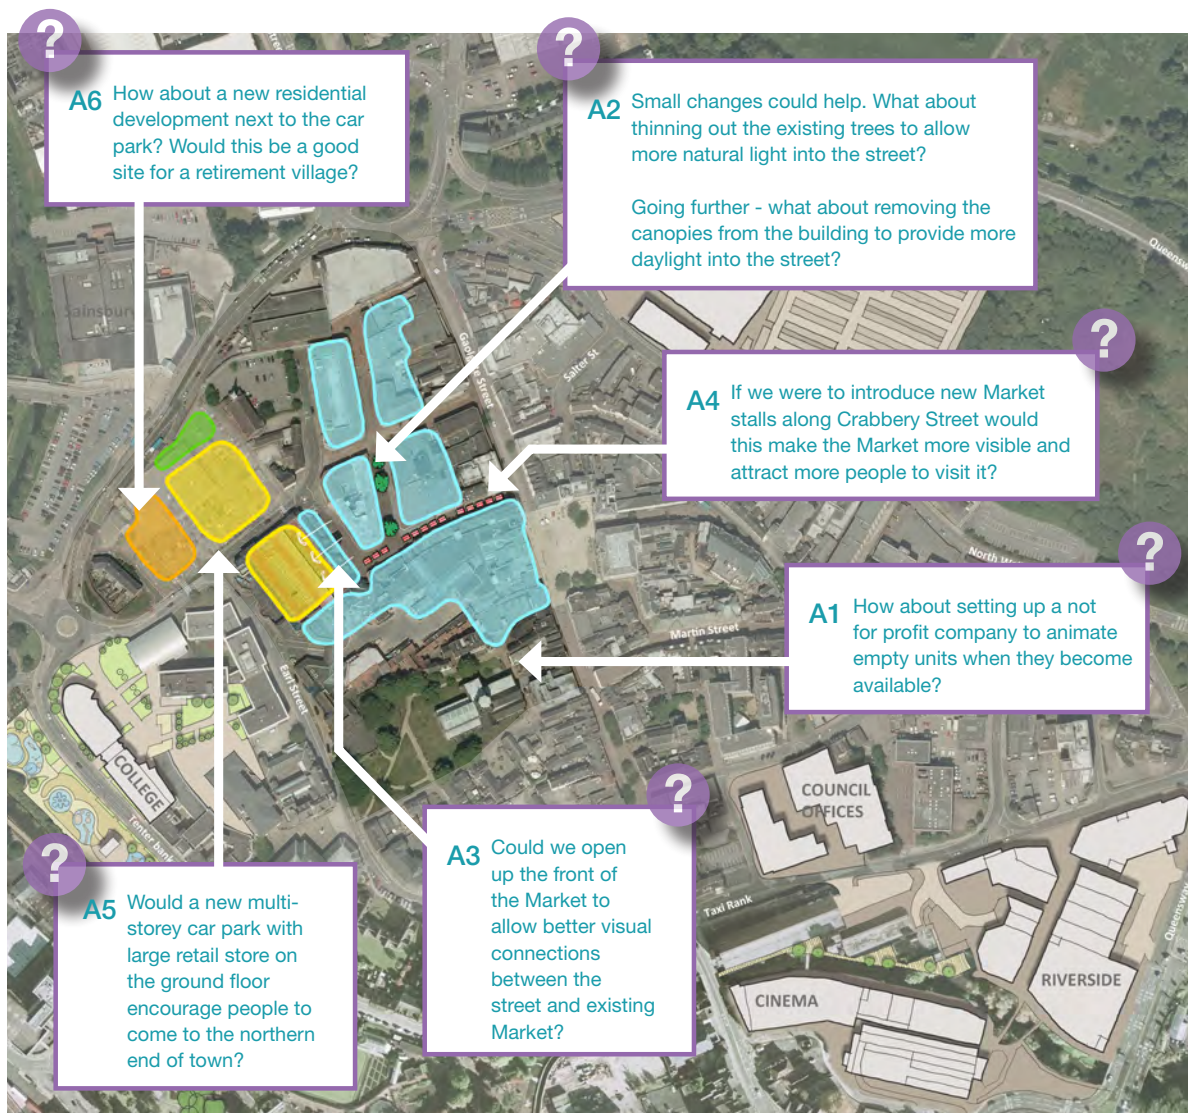 ?
A6 How about a new residential
development next to the car
park? Would this be a good
site for a retirement village?
?
A2 Small changes could help. What about
thinning out the existing trees to allow
more natural light into the street?
Going further - what about removing the
canopies from the building to provide more
daylight into the street?
Sainsbury
Gaolgate Street
Salter St
?
A4 If we were to introduce new Market
stalls along Crabbery Street would
this make the Market more visible and
attract more people to visit it?
North
Martin Street
?
A1 How about setting up a not
for profit company to animate
empty units when they become
available?
Earl Street
COLLEGE
Tenter bank
COUNCIL
OFFICES
Taxi Rank
?
A3 Could we open
up the front of
the Market to
allow better visual
connections
between the
street and existing
Market?
?
A5 Would a new multi-
storey car park with
large retail store on
the ground floor
encourage people to
come to the northern
end of town?
CINEMA
RIVERSIDE